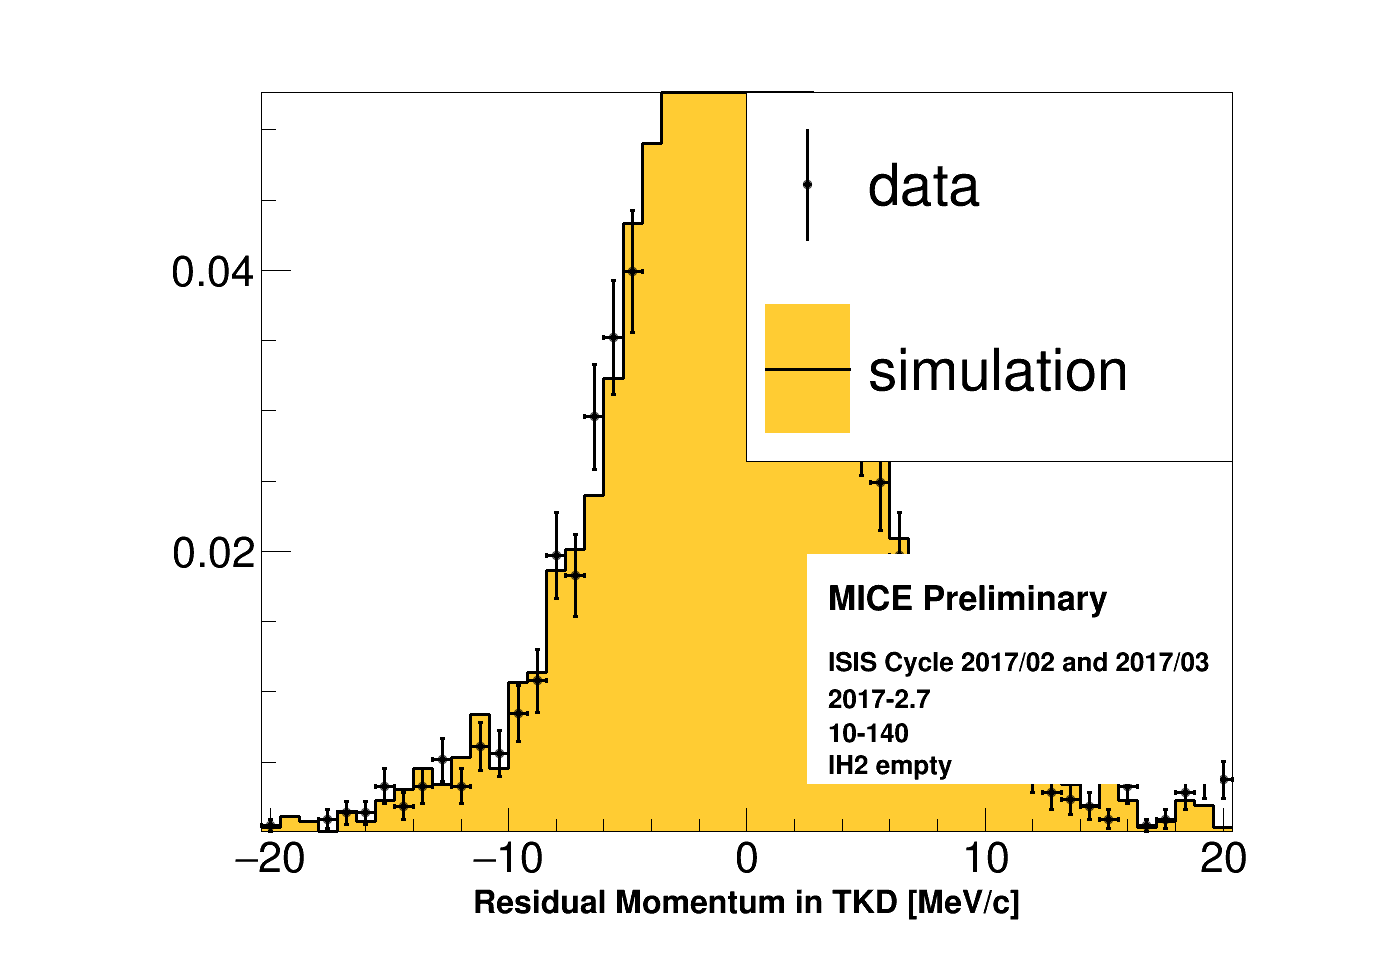 data
0.04
simulation
0.02
MICE Preliminary
ISIS Cycle 2017/02 and 2017/03
2017-2.7
10-140
IH2 empty
−20 −10 0 10 20
Residual Momentum in TKD [MeV/c]